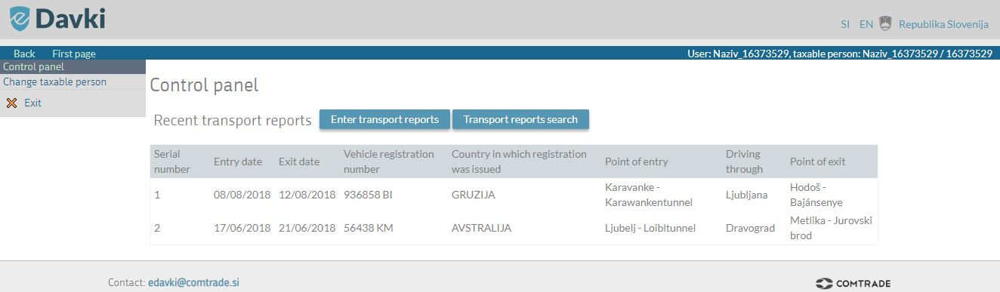 eDavki
SI EN Republika Slovenija
Back First page
User: Naziv_16373529, taxable person: Naziv_16373529 / 16373529
Control panel
Change taxable person
Exit
Control panel
Recent transport reports Enter transport reports Transport reports search
Serial number Entry date Exit date Vehicle registration number Country in which registration was issued Point of entry Driving through Point of exit
1 08/08/2018 12/08/2018 936858 BI GRUZIJA Karavanke - Karawankentunnel Ljubljana Hodoš - Bajánsenye
2 17/06/2018 21/06/2018 56438 KM AVSTRALIJA Ljubelj - Loibltunnel Dravograd Metlika - Jurovski brod
Contact: edavki@comtrade.si
COMTRADE